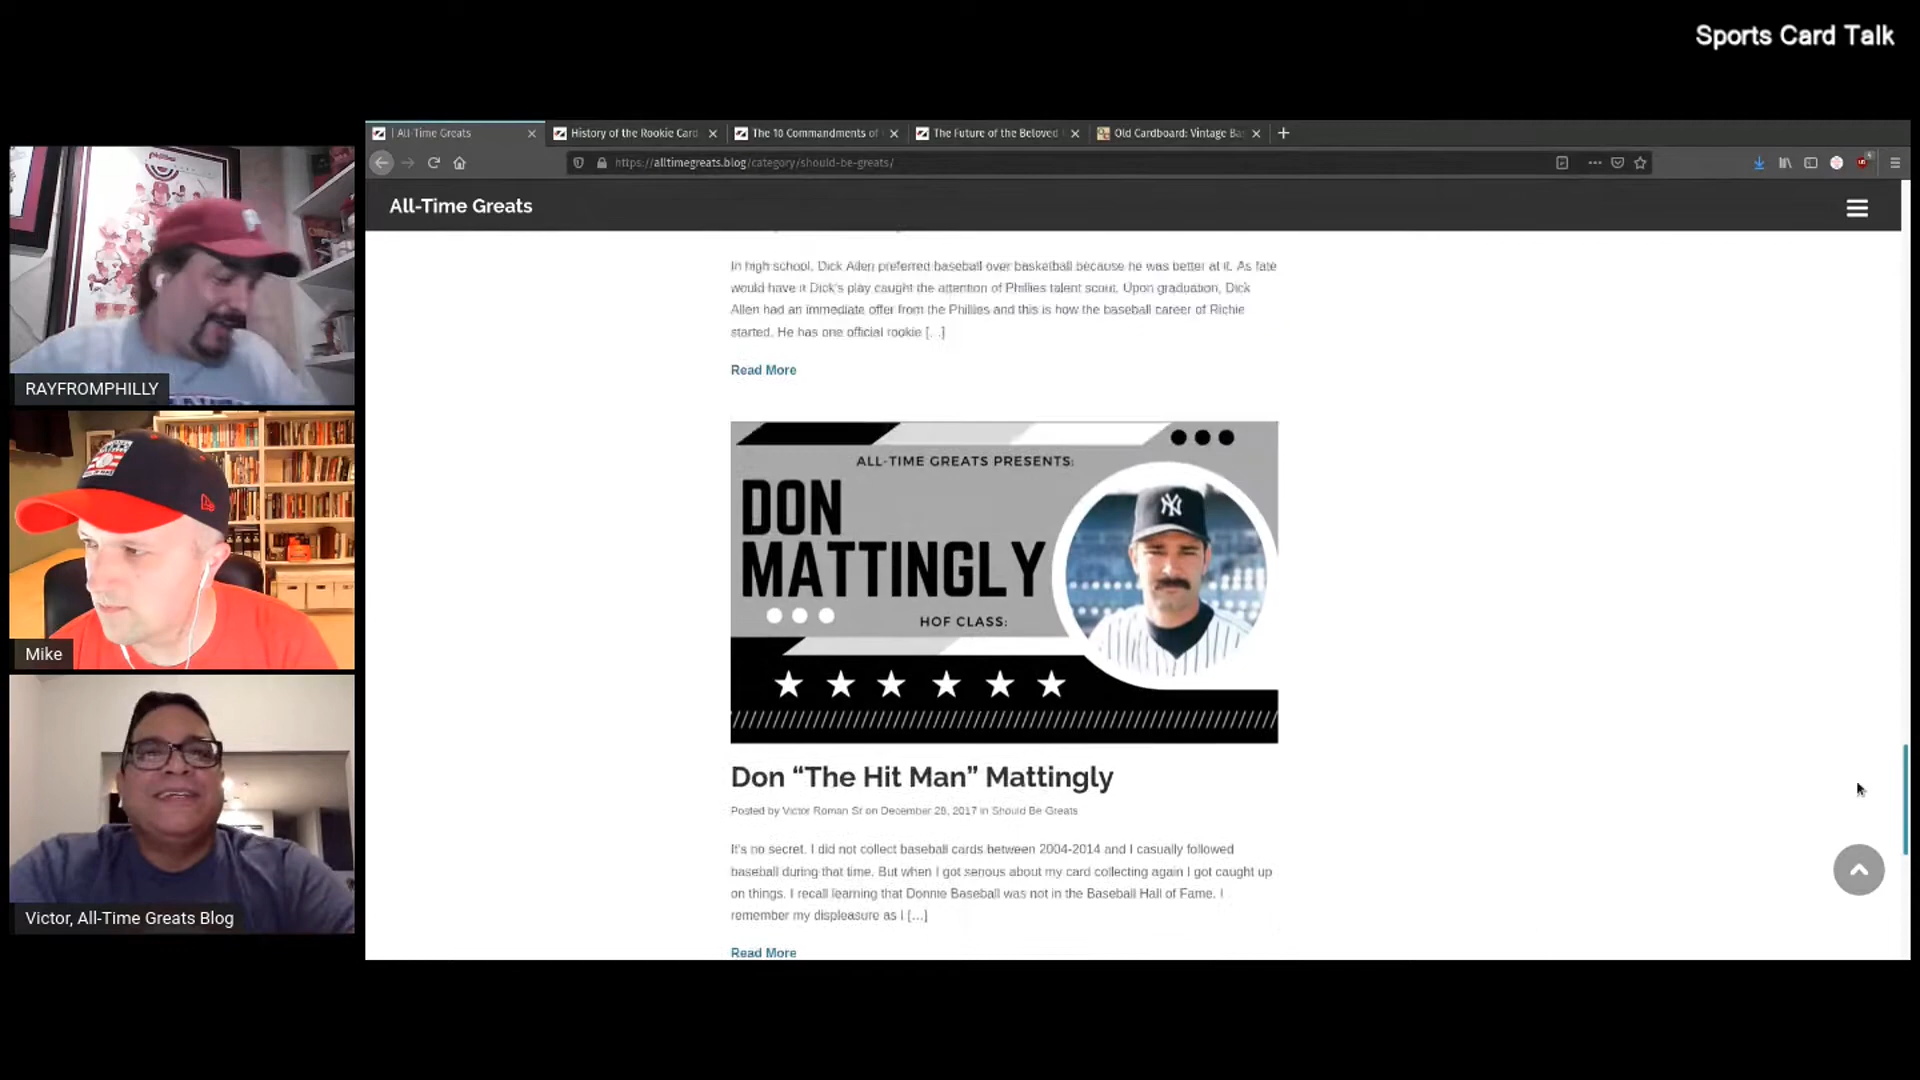 Sports Card Talk
| All-Time Greats
History of the Rookie Card
The 10 Commandments of
The Future of the Beloved
Old Cardboard: Vintage Ba
https://alltimegreats.blog/category/should-be-greats/
All-Time Greats
In high school, Dick Allen preferred baseball over basketball because he was better at it. As fate
would have it Dick's play caught the attention of Phillies talent scout. Upon graduation, Dick
Allen had an immediate offer from the Phillies and this is how the baseball career of Richie
started. He has one official rookie [...]
Read More
RAYFROMPHILLY
ALL-TIME GREATS PRESENTS:
DON
MATTINGLY
HOF CLASS:
NY
Mike
Don “The Hit Man” Mattingly
Posted by Victor Roman Sr on December 28, 2017 in Should Be Greats
It's no secret. I did not collect baseball cards between 2004-2014 and I casually followed
baseball during that time. But when I got serious about my card collecting again I got caught up
on things. I recall learning that Donnie Baseball was not in the Baseball Hall of Fame. I
remember my displeasure as I [...]
Read More
Victor, All-Time Greats Blog